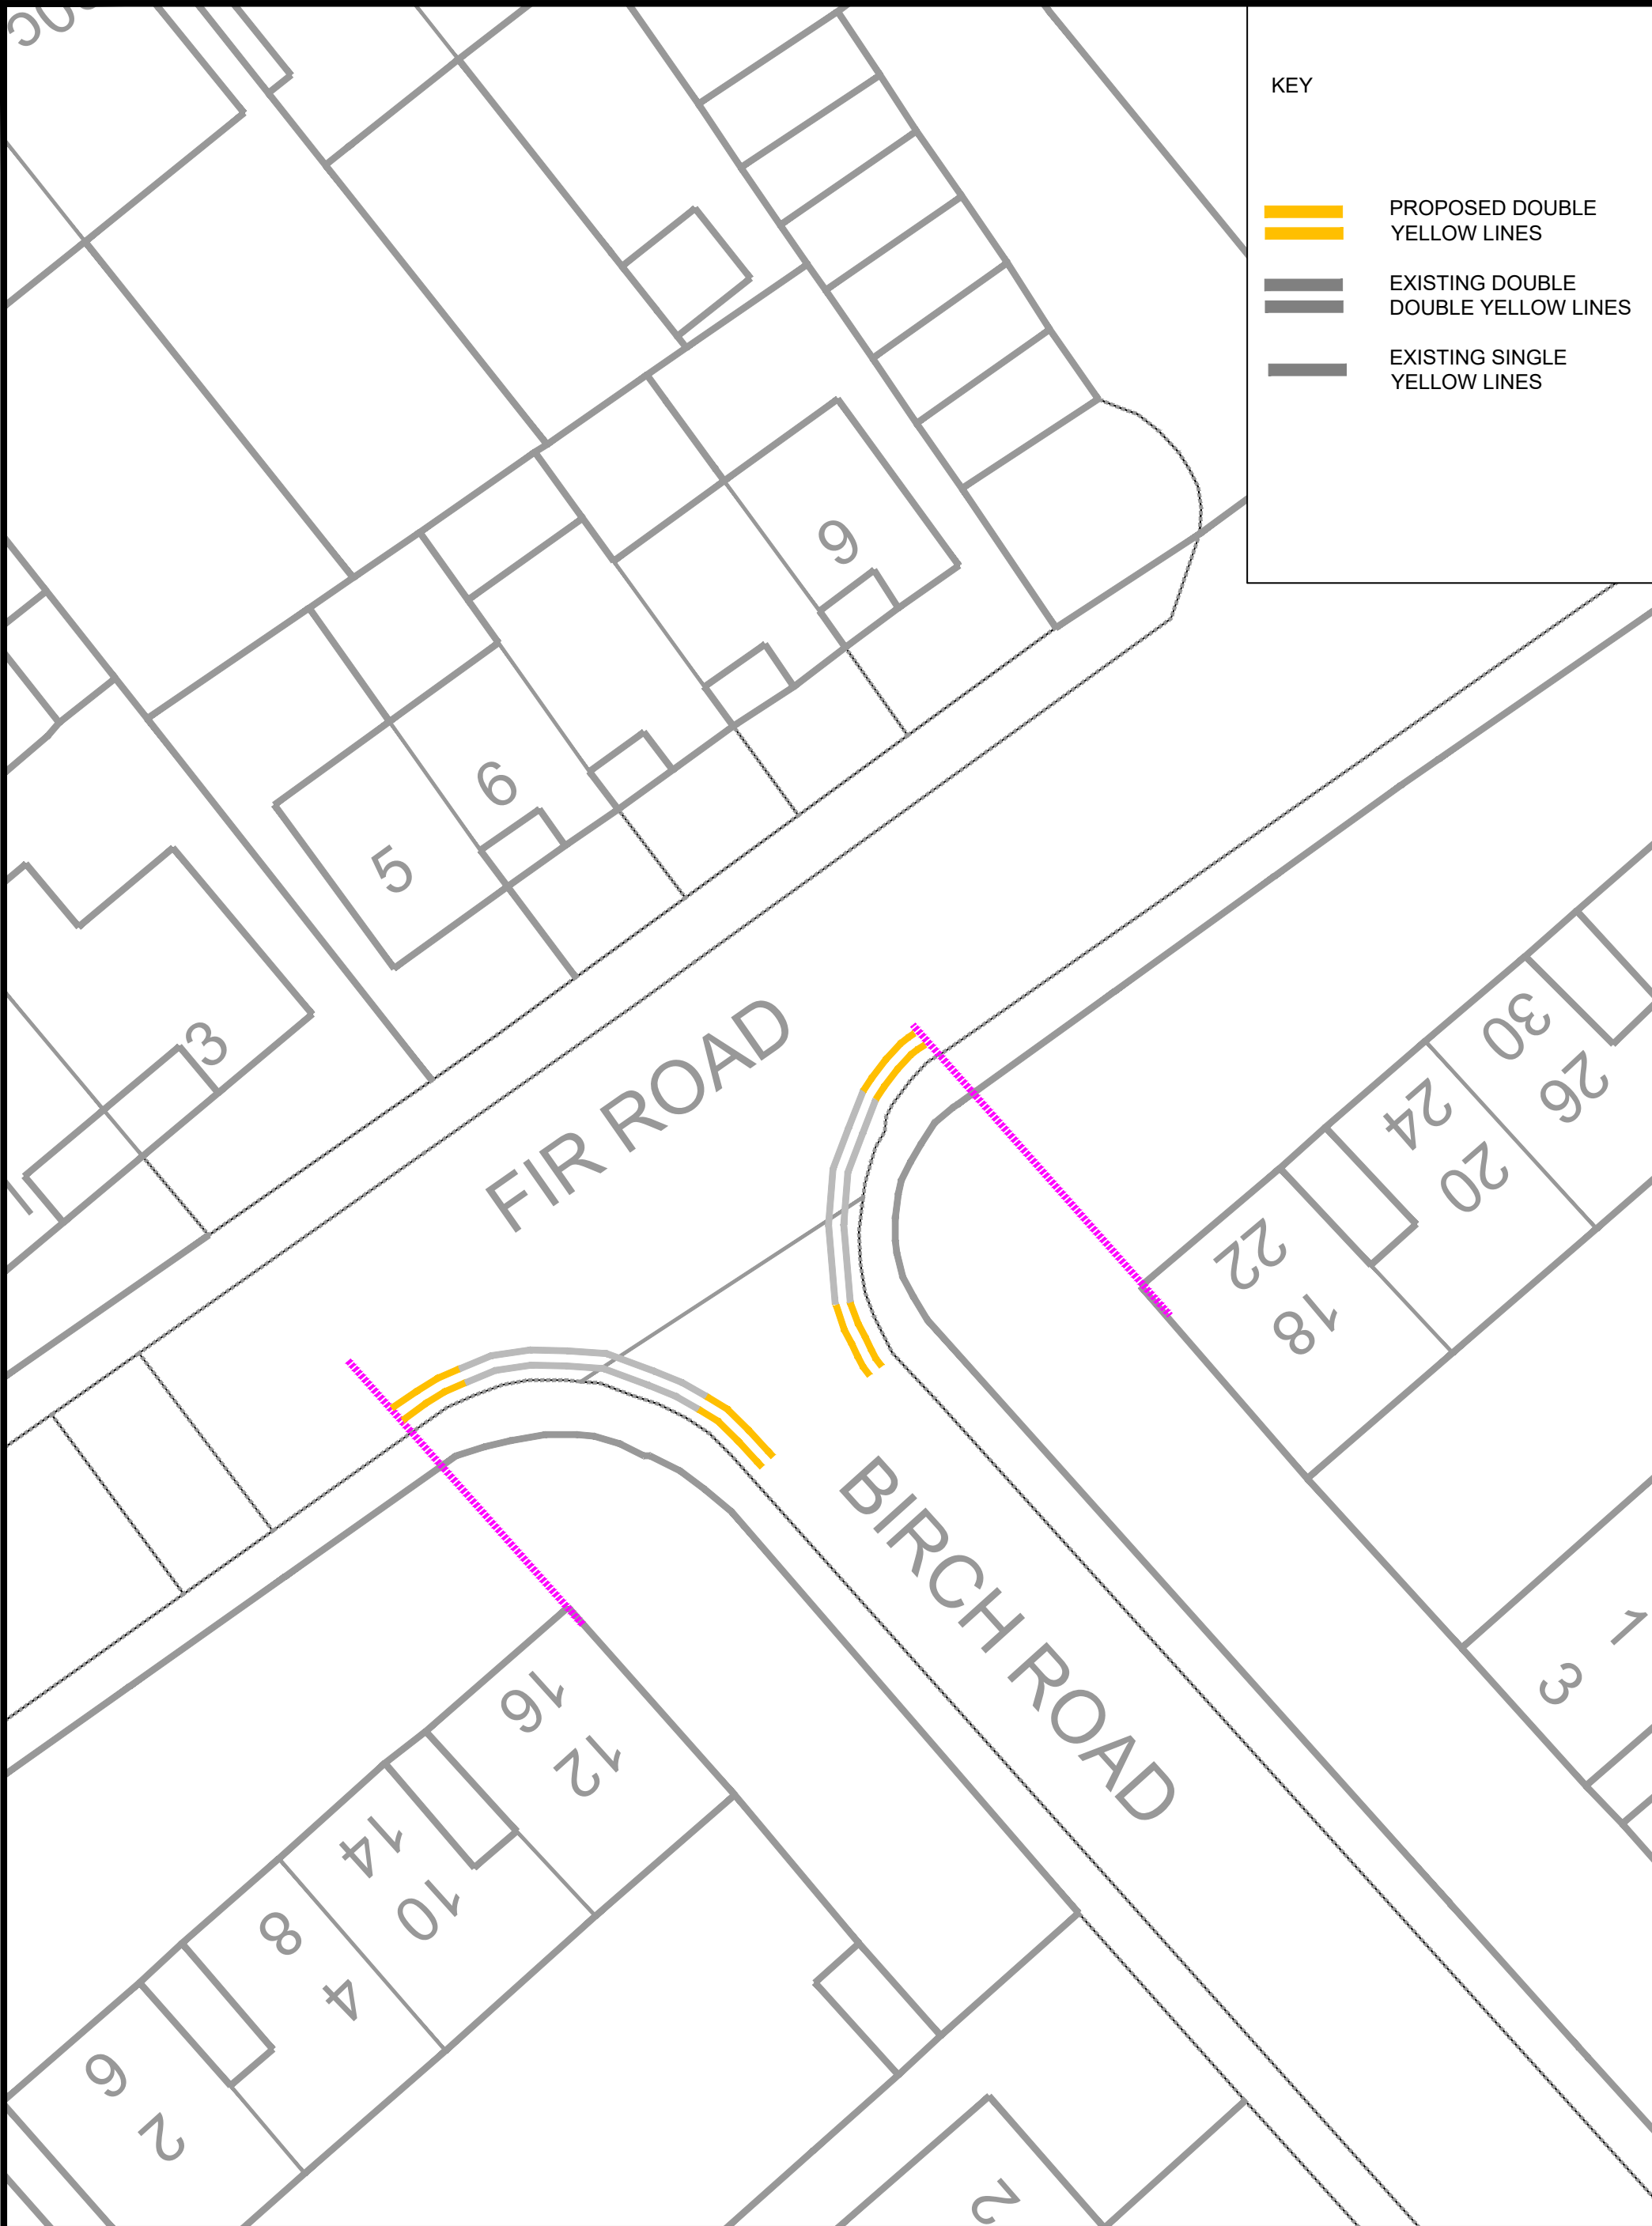 KEY
PROPOSED DOUBLE
YELLOW LINES
EXISTING DOUBLE
DOUBLE YELLOW LINES
EXISTING SINGLE
YELLOW LINES
9
6
5
3
FIR ROAD
30
26
24
20
22
18
BIRCH ROAD
1
3
16
12
14
10
8
4
6
2
2